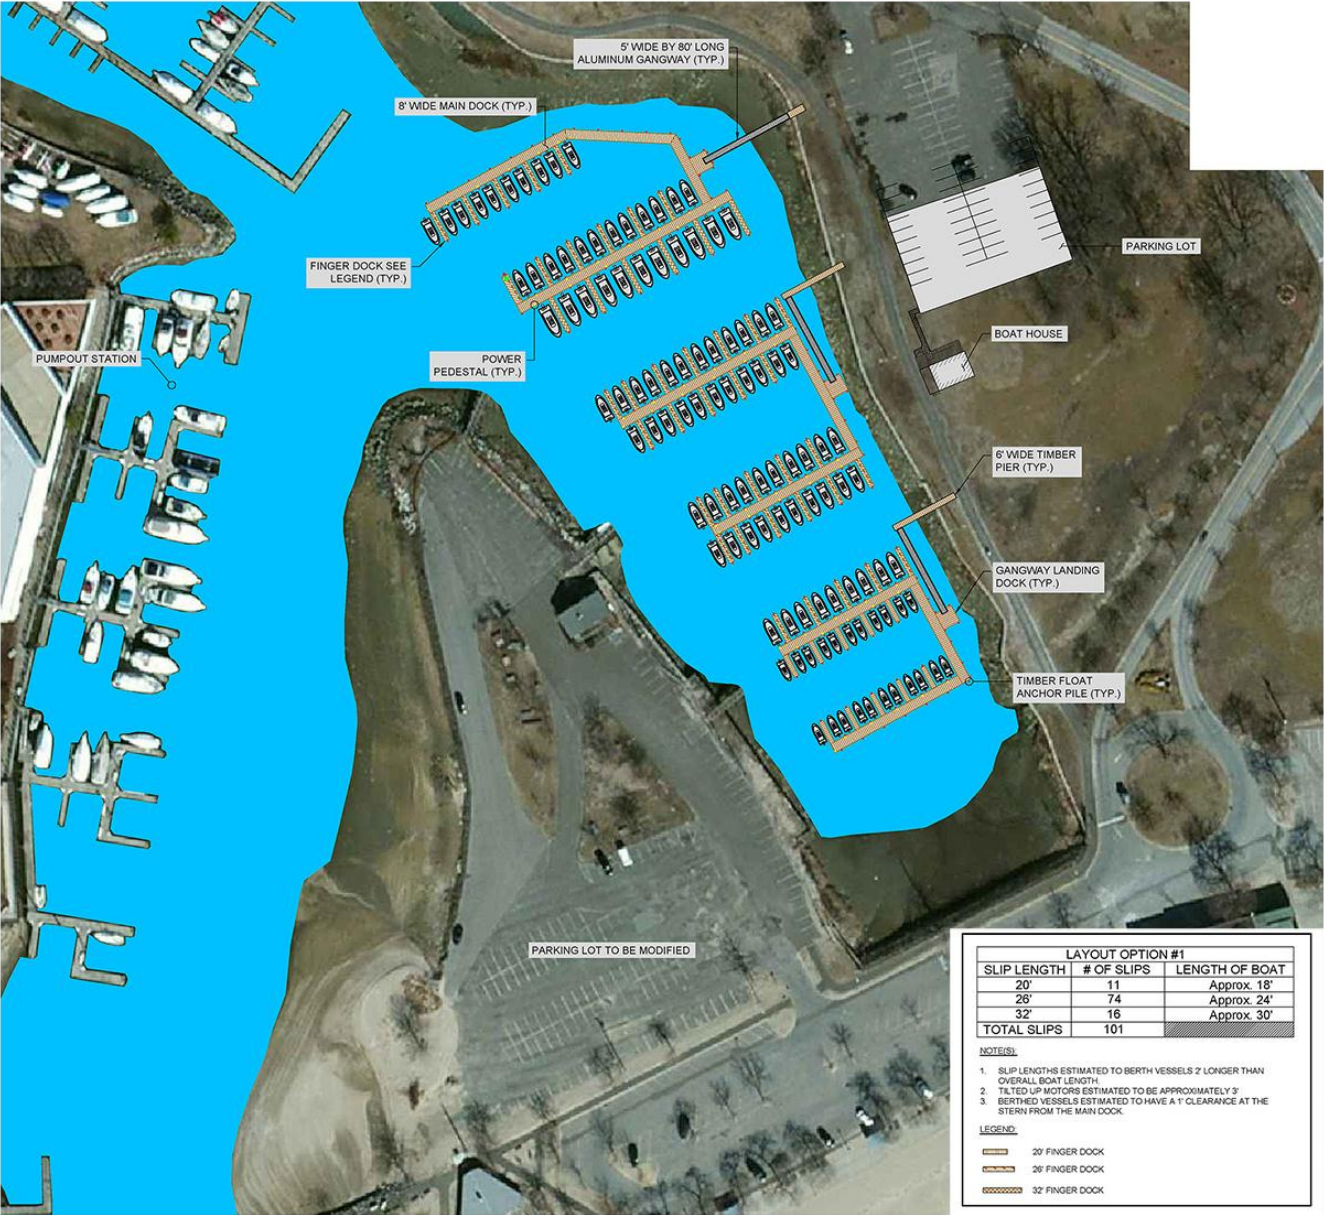 5' WIDE BY 80' LONG
ALUMINUM GANGWAY (TYP.)
8' WIDE MAIN DOCK (TYP.)
PARKING LOT
FINGER DOCK SEE
LEGEND (TYP.)
BOAT HOUSE
PUMPOUT STATION
POWER
PEDESTAL (TYP.)
6' WIDE TIMBER
PIER (TYP.)
GANGWAY LANDING
DOCK (TYP.)
TIMBER FLOAT
ANCHOR PILE (TYP.)
PARKING LOT TO BE MODIFIED
LAYOUT OPTION #1
SLIP LENGTH # OF SLIPS LENGTH OF BOAT
20' 11 Approx. 18'
26' 74 Approx. 24'
32' 16 Approx. 30'
TOTAL SLIPS 101
NOTE(S):
1. SLIP LENGTHS ESTIMATED TO BERTH VESSELS 2' LONGER THAN
OVERALL BOAT LENGTH.
2. TILTED UP MOTORS ESTIMATED TO BE APPROXIMATELY 3'
3. BERTHED VESSELS ESTIMATED TO HAVE A 1' CLEARANCE AT THE
STERN FROM THE MAIN DOCK.
LEGEND:
20' FINGER DOCK
26' FINGER DOCK
32' FINGER DOCK